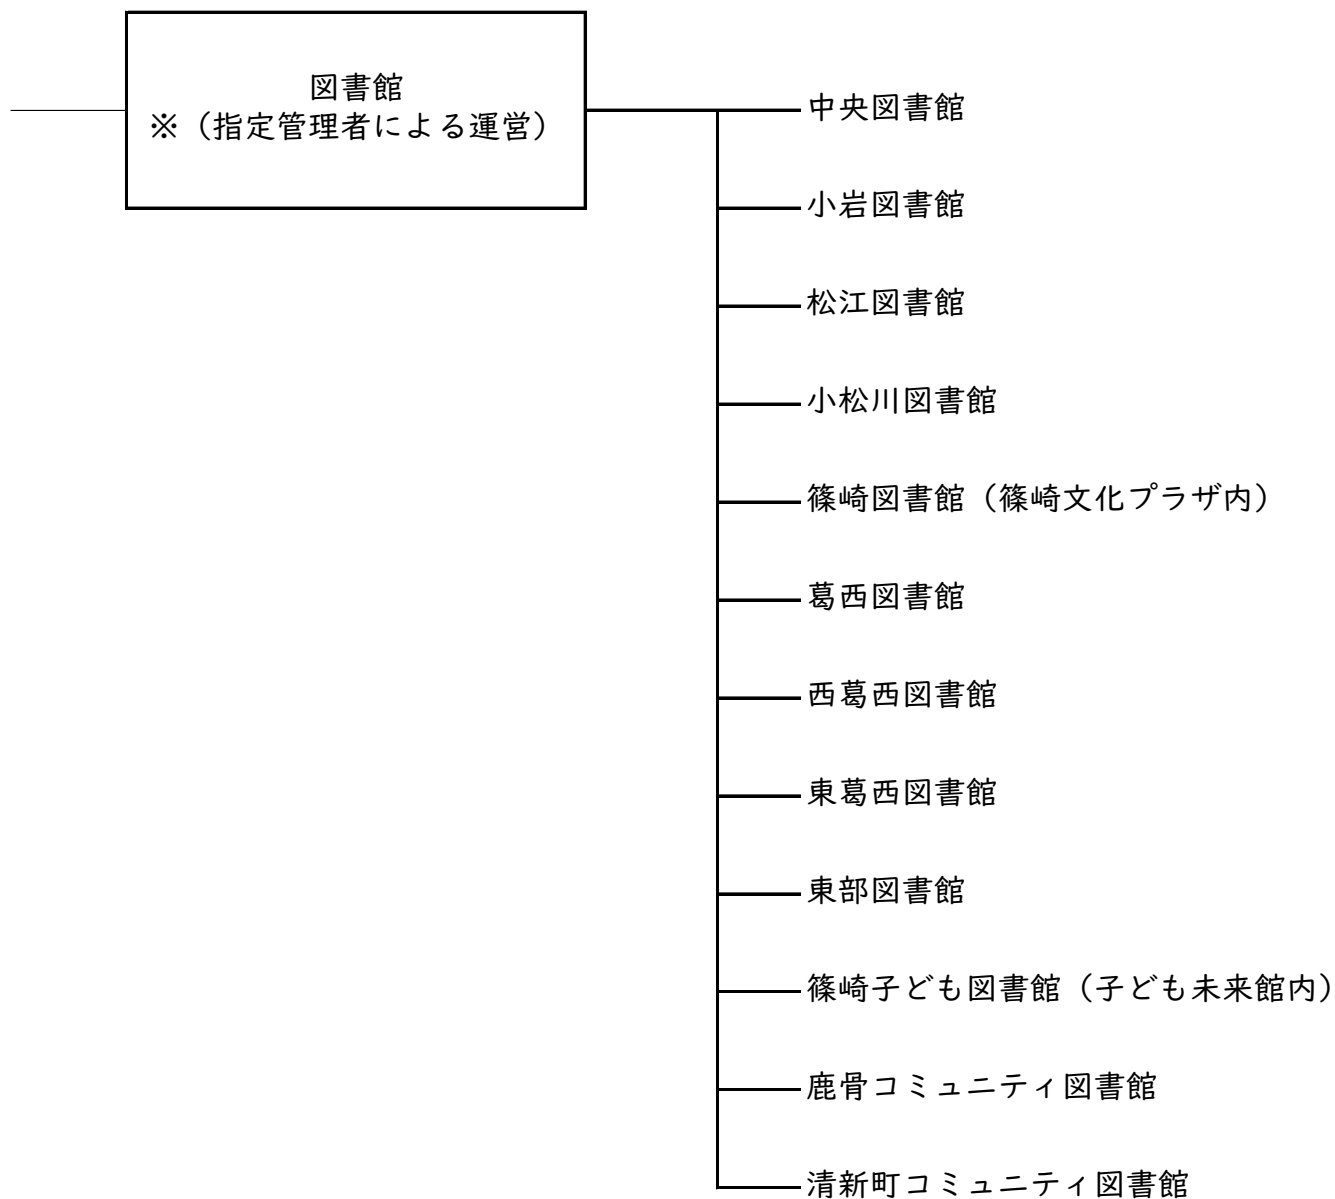 図書館
※（指定管理者による運営）
中央図書館
小岩図書館
松江図書館
小松川図書館
篠崎図書館（篠崎文化プラザ内）
葛西図書館
西葛西図書館
東葛西図書館
東部図書館
篠崎子ども図書館（子ども未来館内）
鹿骨コミュニティ図書館
清新町コミュニティ図書館